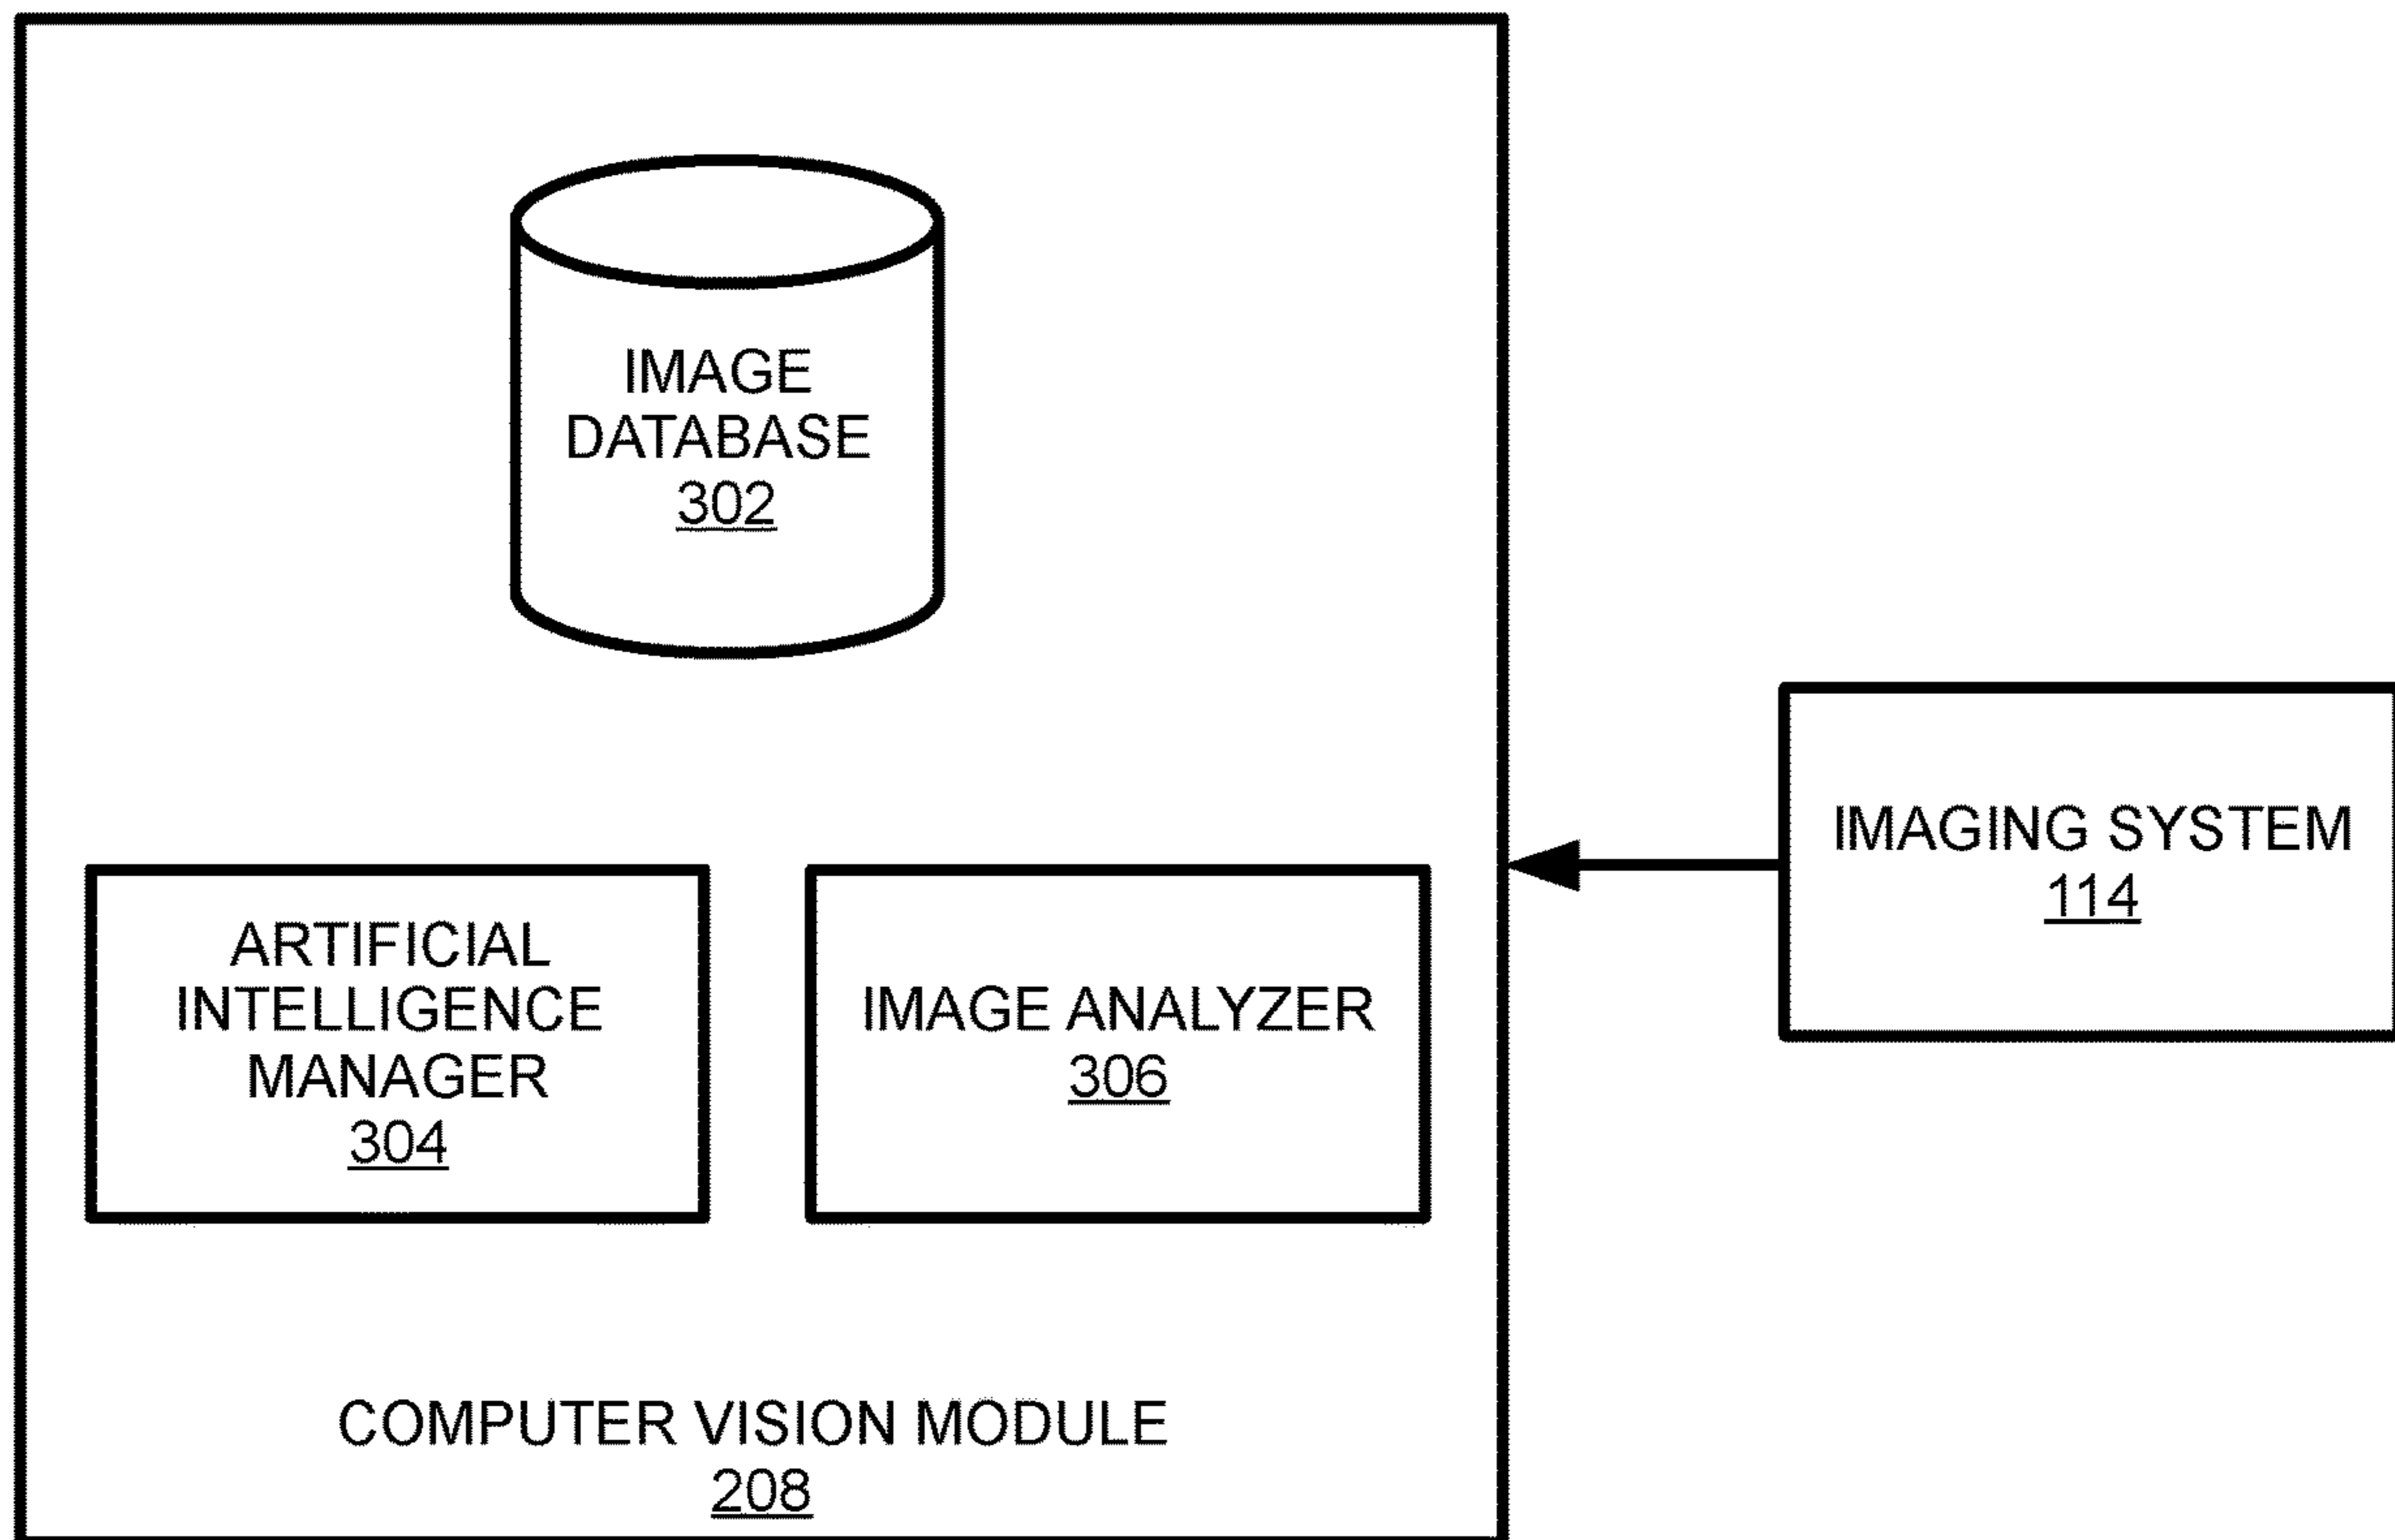 IMAGE
DATABASE
302
ARTIFICIAL
INTELLIGENCE
MANAGER
304
IMAGE ANALYZER
306
COMPUTER VISION MODULE
208
IMAGING SYSTEM
114